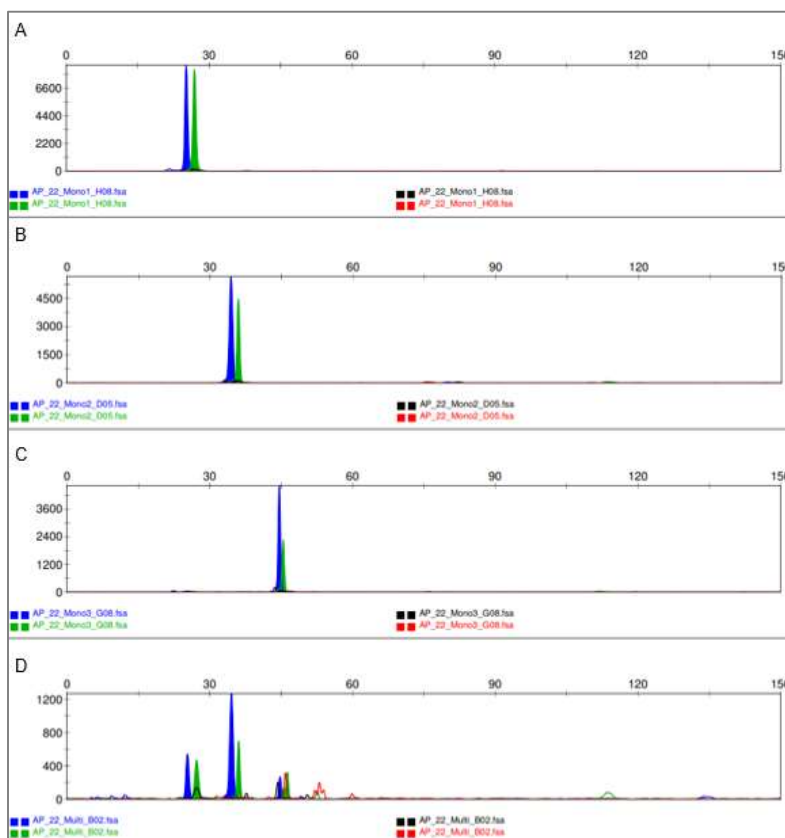 A
0 30 60 90 120 150
6600
4400
2200
0
AP_22_Mono1_H08.fsa AP_22_Mono1_H08.fsa
AP_22_Mono1_H08.fsa AP_22_Mono1_H08.fsa
B
0 30 60 90 120 150
4500
3000
1500
0
AP_22_Mono2_D05.fsa AP_22_Mono2_D05.fsa
AP_22_Mono2_D05.fsa AP_22_Mono2_D05.fsa
C
0 30 60 90 120 150
3600
2400
1200
0
AP_22_Mono3_G08.fsa AP_22_Mono3_G08.fsa
AP_22_Mono3_G08.fsa AP_22_Mono3_G08.fsa
D
0 30 60 90 120 150
1200
800
400
0
AP_22_Multi_B02.fsa AP_22_Multi_B02.fsa
AP_22_Multi_B02.fsa AP_22_Multi_B02.fsa